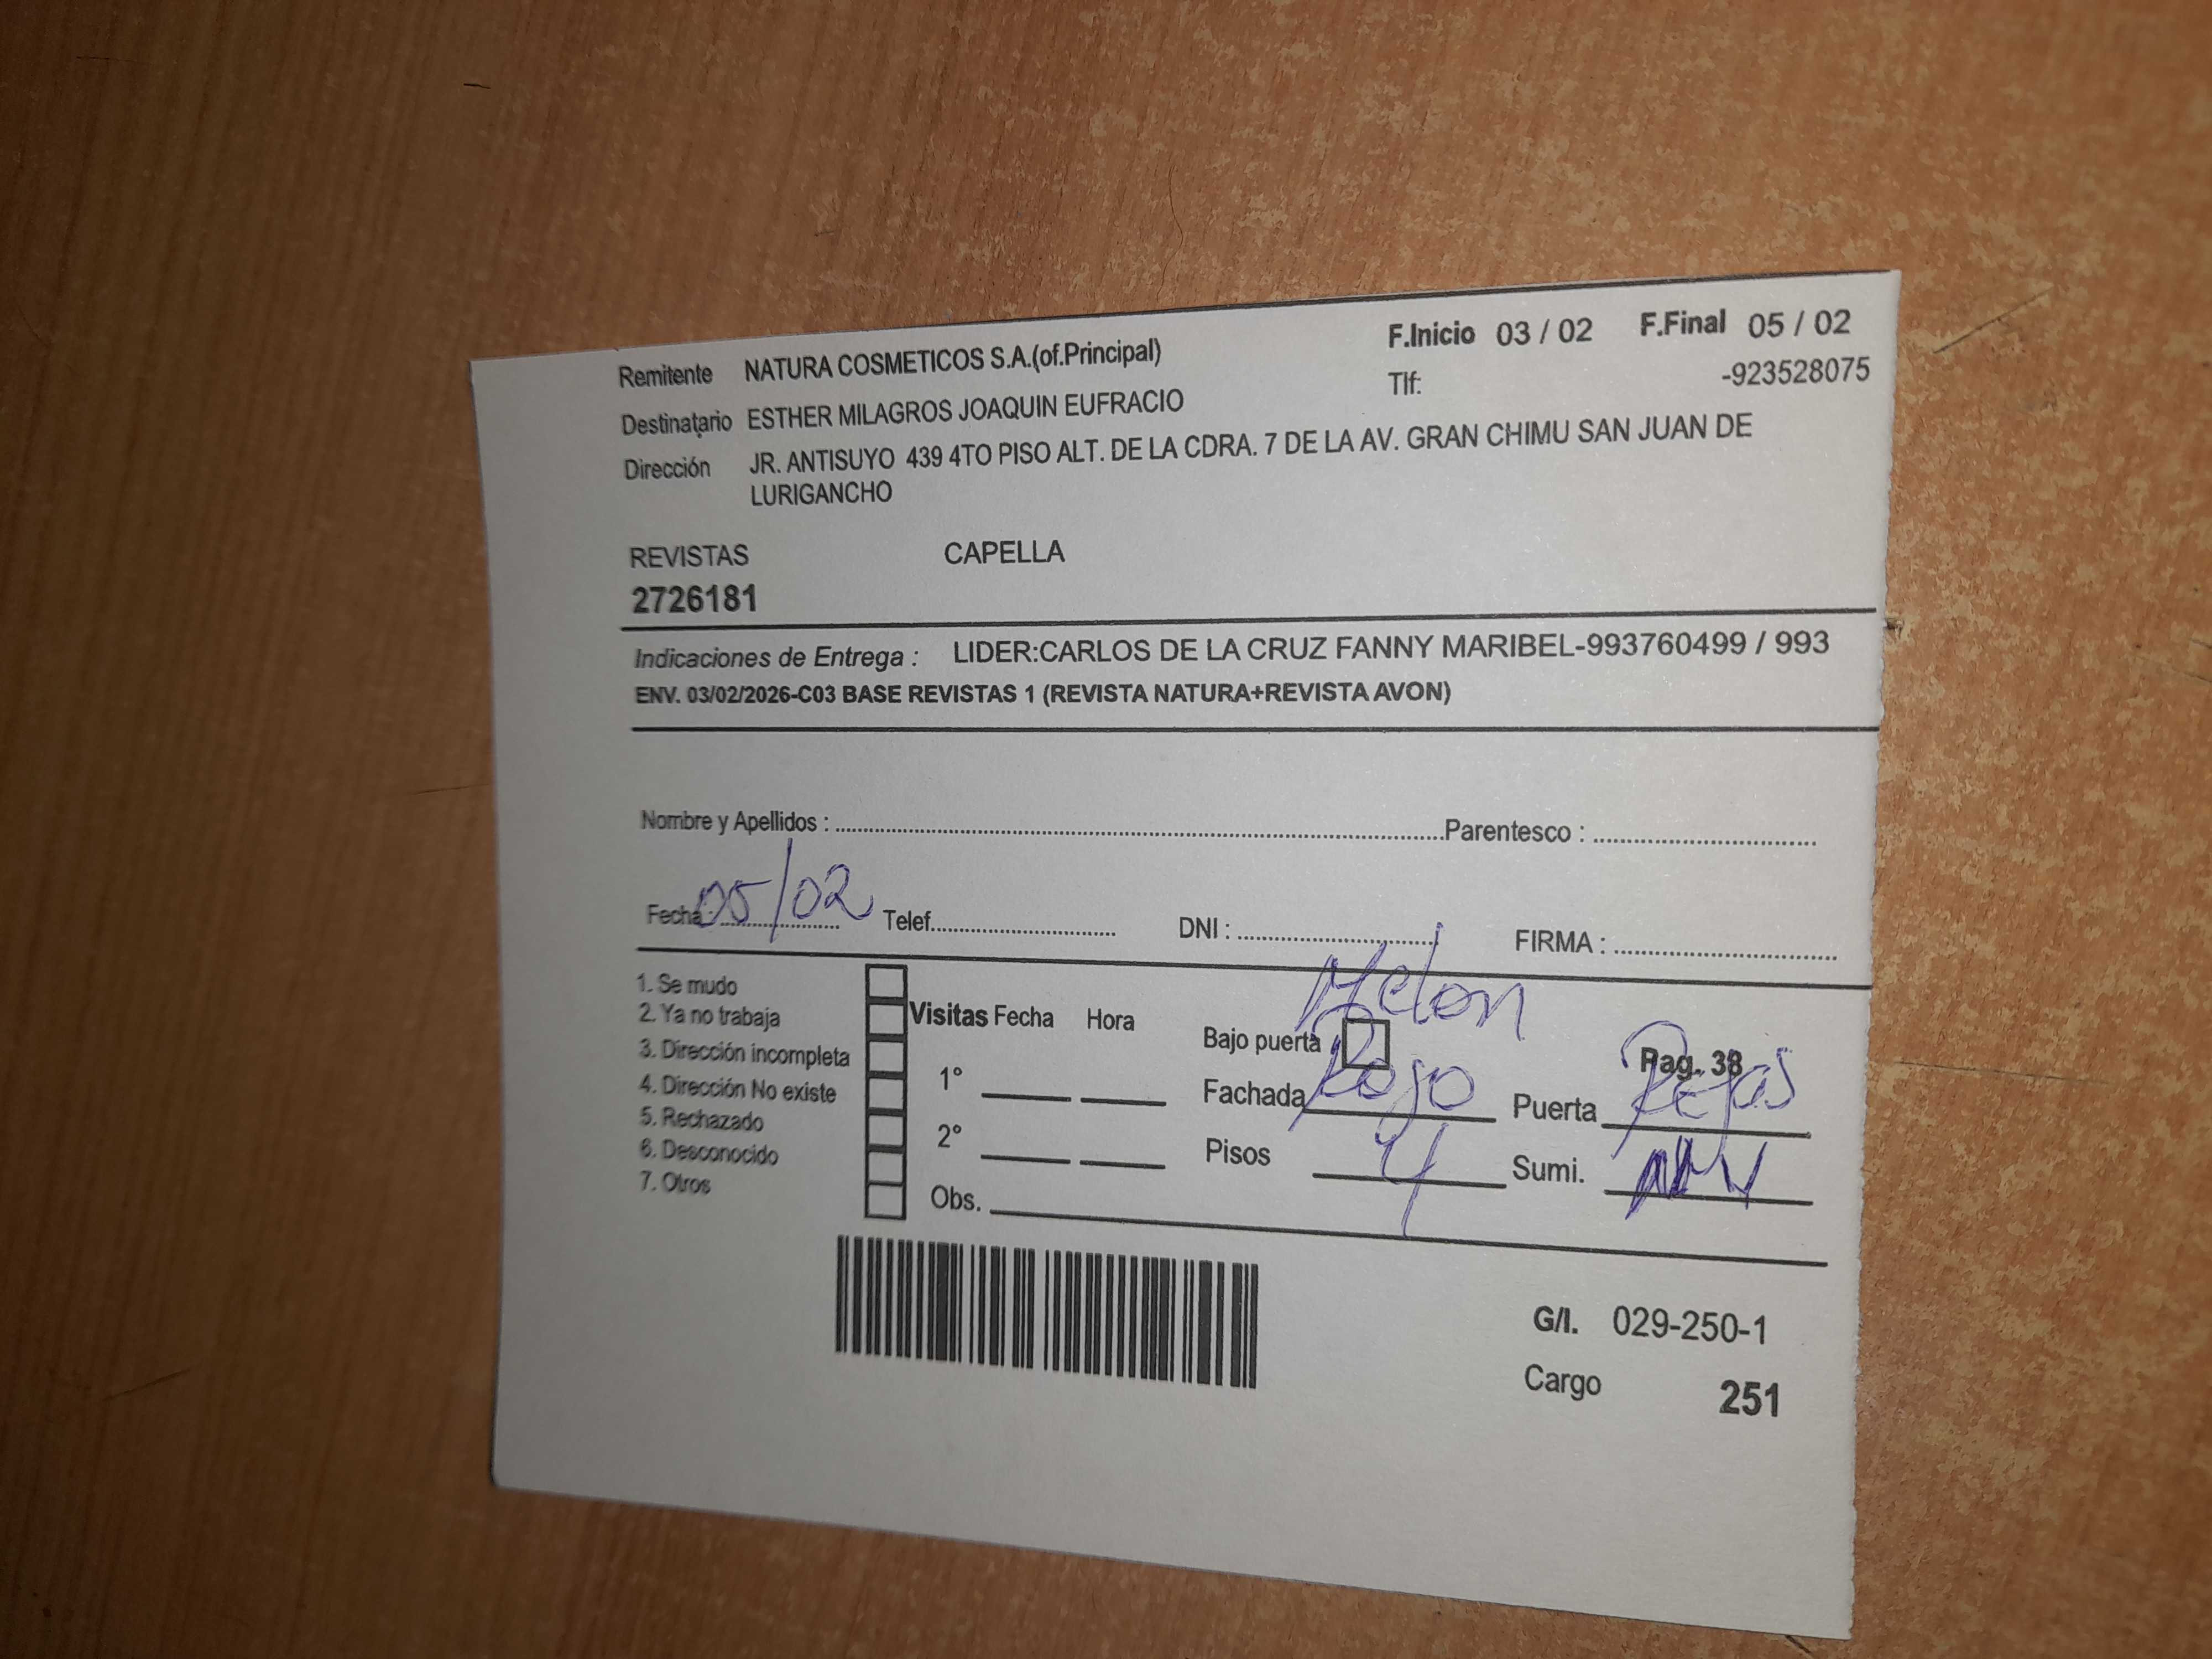 F.Inicio 03 / 02 F.Final 05 / 02
Remitente NATURA COSMETICOS S.A.(of.Principal)
Tlf: -923528075
Destinatario ESTHER MILAGROS JOAQUIN EUFRACIO
Dirección JR. ANTISUYO 439 4TO PISO ALT. DE LA CDRA. 7 DE LA AV. GRAN CHIMU SAN JUAN DE
LURIGANCHO
REVISTAS CAPELLA
2726181
Indicaciones de Entrega : LIDER:CARLOS DE LA CRUZ FANNY MARIBEL-993760499 / 993
ENV. 03/02/2026-C03 BASE REVISTAS 1 (REVISTA NATURA+REVISTA AVON)
Nombre y Apellidos : Parentesco :
Fecha : 05/02 Telef. DNI : FIRMA :
Melon
1. Se mudo
2. Ya no trabaja
3. Dirección incompleta
4. Dirección No existe
5. Rechazado
6. Desconocido
7. Otros
Visitas Fecha Hora
1°
2°
Obs.
Bajo puerta Pag. 38
Fachada Rojo Puerta Rejas
Pisos 4 Sumi.
G/I. 029-250-1
Cargo 251